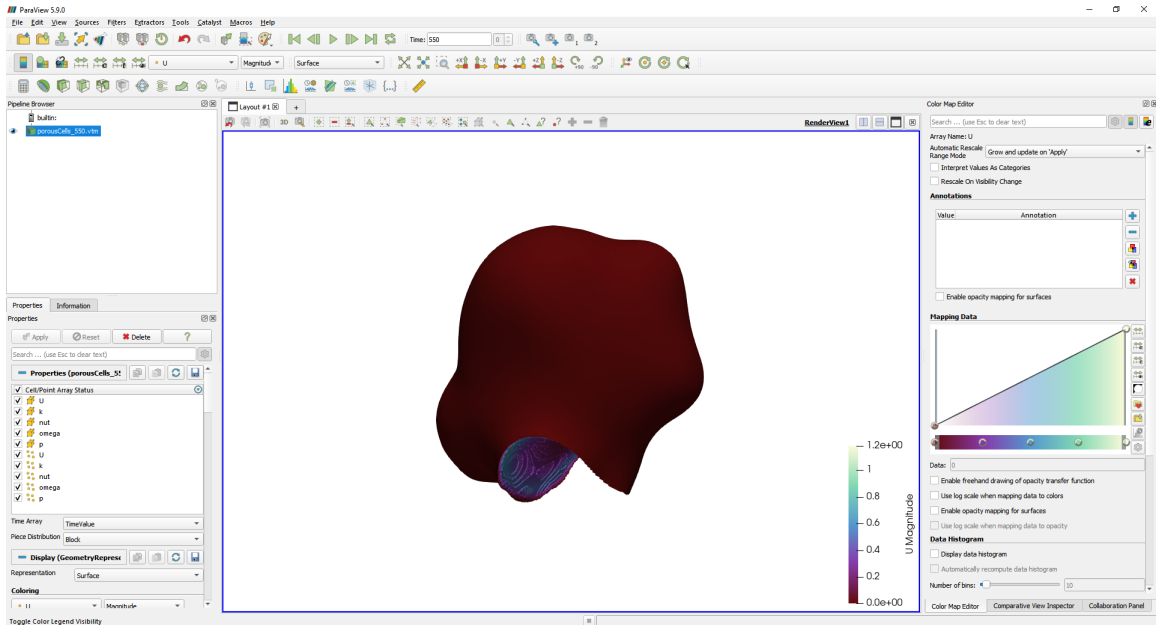 ParaView 5.9.0
File Edit View Sources Filters Extractors Tools Catalyst Macros Help
Time: 550 0
U Magnitud Surface
+X -X +Y -Y +Z -Z +90 -90
Pipeline Browser
builtin:
porousCells_550.vtm
Properties Information
Properties
Apply Reset Delete ?
Search ... (use Esc to clear text)
Properties (porousCells_55
Cell/Point Array Status
U
k
nut
omega
p
U
k
nut
omega
p
Time Array TimeValue
Piece Distribution Block
Display (GeometryReprese
Representation Surface
Coloring
U Magnitude
Toggle Color Legend Visibility
Layout #1 +
3D RenderView1
1.2e+00
1
0.8
0.6
0.4
0.2
0.0e+00
U Magnitude
Color Map Editor
Search ... (use Esc to clear text)
Array Name: U
Automatic Rescale Range Mode Grow and update on 'Apply'
Interpret Values As Categories
Rescale On Visibility Change
Annotations
Value Annotation
Enable opacity mapping for surfaces
Mapping Data
Data: 0
Enable freehand drawing of opacity transfer function
Use log scale when mapping data to colors
Enable opacity mapping for surfaces
Use log scale when mapping data to opacity
Data Histogram
Display data histogram
Automatically recompute data histogram
Number of bins: 10
Color Map Editor Comparative View Inspector Collaboration Panel